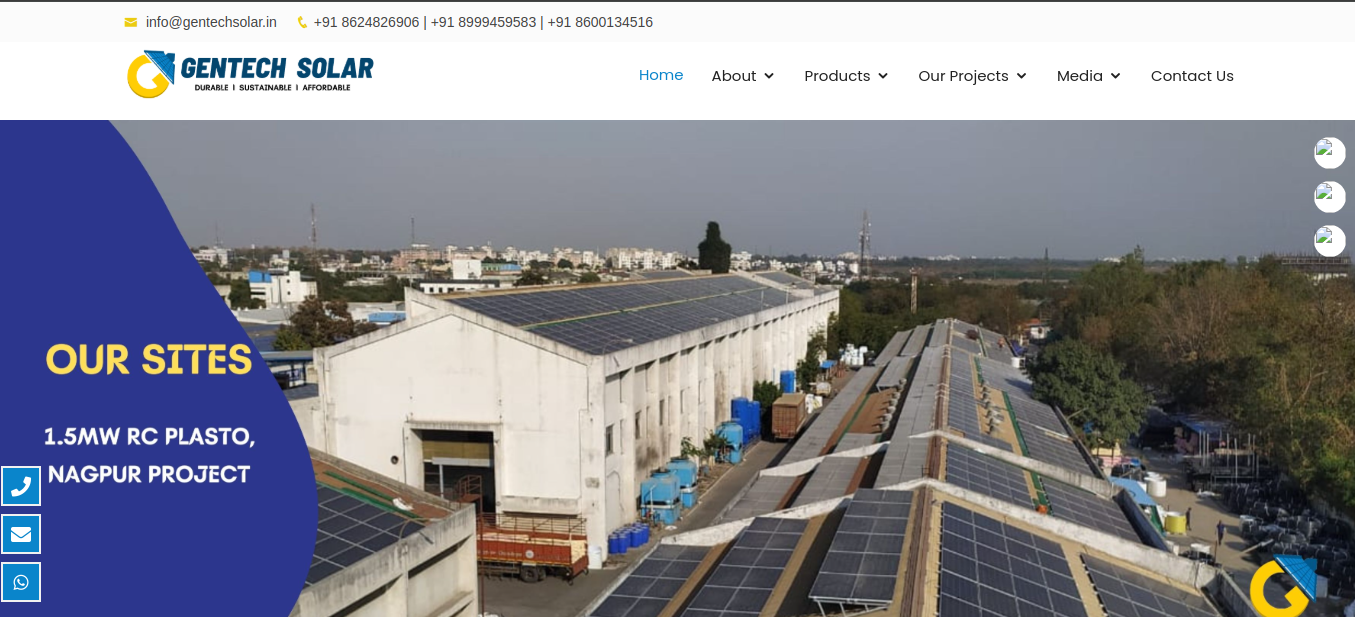 info@gentechsolar.in +91 8624826906 | +91 8999459583 | +91 8600134516
GENTECH SOLAR
DURABLE | SUSTAINABLE | AFFORDABLE
Home About Products Our Projects Media Contact Us
OUR SITES
1.5MW RC PLASTO,
NAGPUR PROJECT